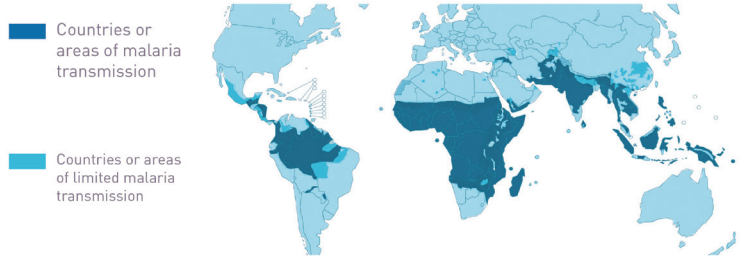 Countries or
areas of malaria
transmission
Countries or areas
of limited malaria
transmission